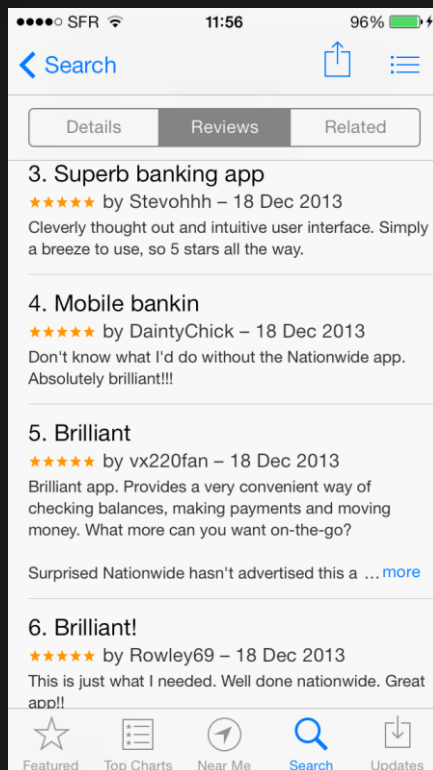 SFR 11:56 96%
Search
Details Reviews Related
3. Superb banking app
★★★★★ by Stevohhh – 18 Dec 2013
Cleverly thought out and intuitive user interface. Simply
a breeze to use, so 5 stars all the way.
4. Mobile bankin
★★★★★ by DaintyChick – 18 Dec 2013
Don't know what I'd do without the Nationwide app.
Absolutely brilliant!!!
5. Brilliant
★★★★★ by vx220fan – 18 Dec 2013
Brilliant app. Provides a very convenient way of
checking balances, making payments and moving
money. What more can you want on-the-go?
Surprised Nationwide hasn't advertised this a ... more
6. Brilliant!
★★★★★ by Rowley69 – 18 Dec 2013
This is just what I needed. Well done nationwide. Great
app!!
Featured Top Charts Near Me Search Updates